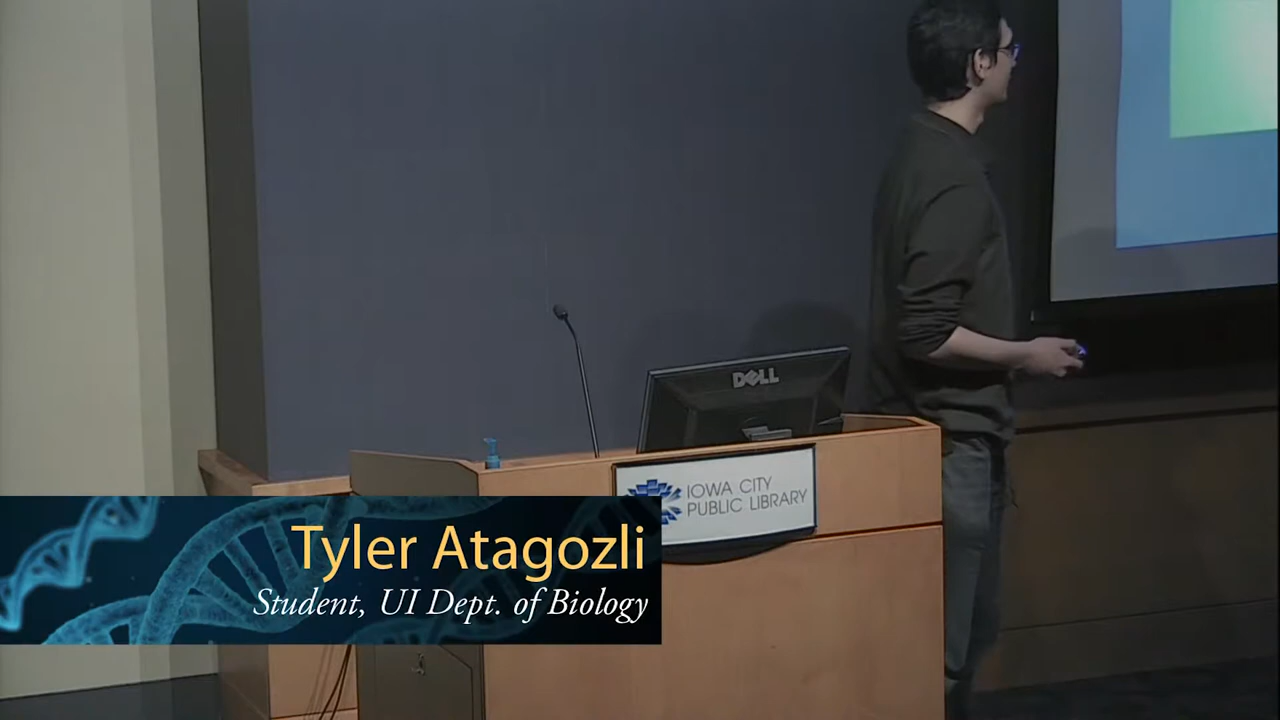 DELL
IOWA CITY
PUBLIC LIBRARY
Tyler Atagozli
Student, UI Dept. of Biology